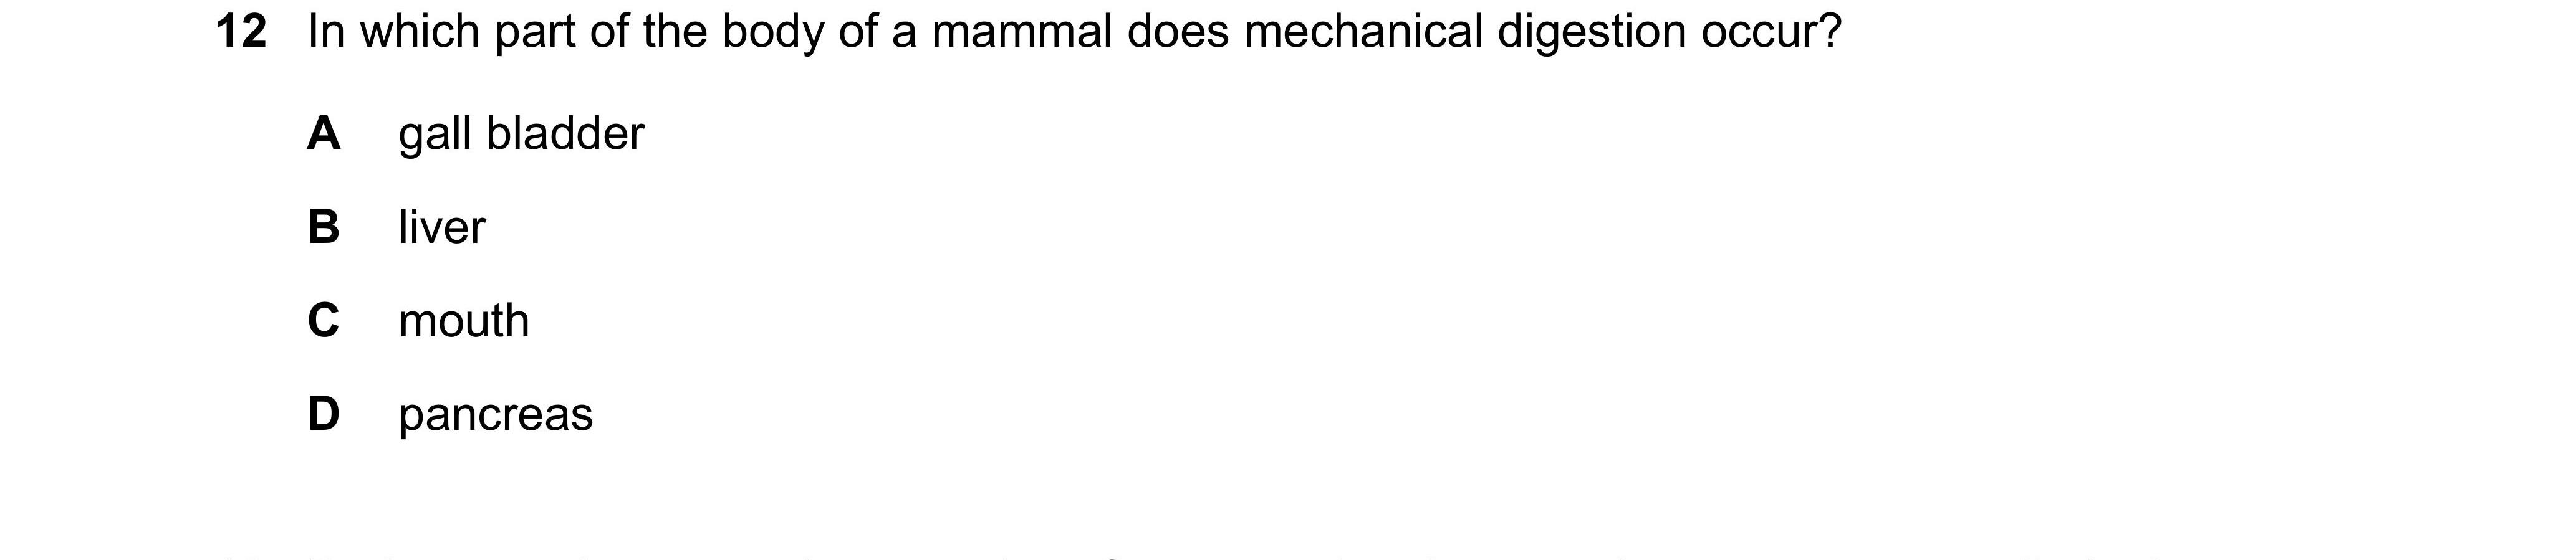 12 In which part of the body of a mammal does mechanical digestion occur?
A gall bladder
B liver
C mouth
D pancreas